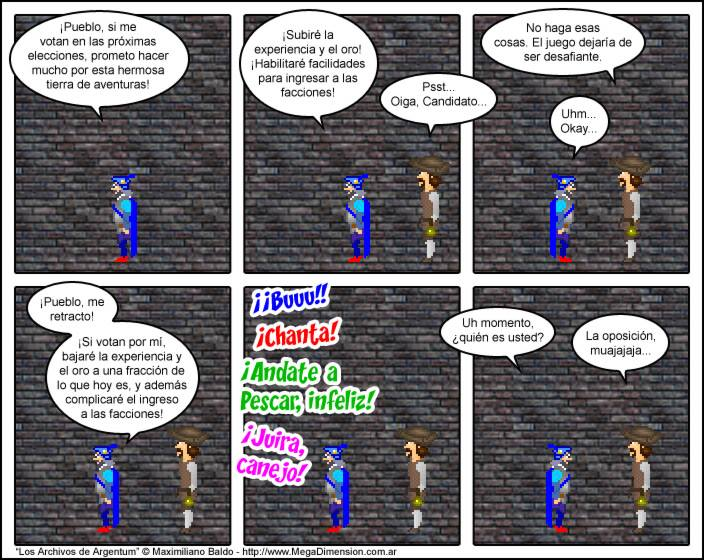 ¡Pueblo, si me
votan en las próximas
elecciones, prometo hacer
mucho por esta hermosa
tierra de aventuras!
¡Subiré la
experiencia y el oro!
¡Habilitaré facilidades
para ingresar a las
facciones!
Psst...
Oiga, Candidato...
No haga esas
cosas. El juego dejaría de
ser desafiante.
Uhm...
Okay...
¡Pueblo, me
retracto!
¡Si votan por mí,
bajaré la experiencia y
el oro a una fracción de
lo que hoy es, y además
complicaré el ingreso
a las facciones!
¡¡Buuu!!
¡Chanta!
¡Andate a
Pescar, infeliz!
¡Juira,
canejo!
Uh momento,
¿quién es usted?
La oposición,
muajajaja...
"Los Archivos de Argentum" © Maximiliano Baldo - http://www.MegaDimension.com.ar